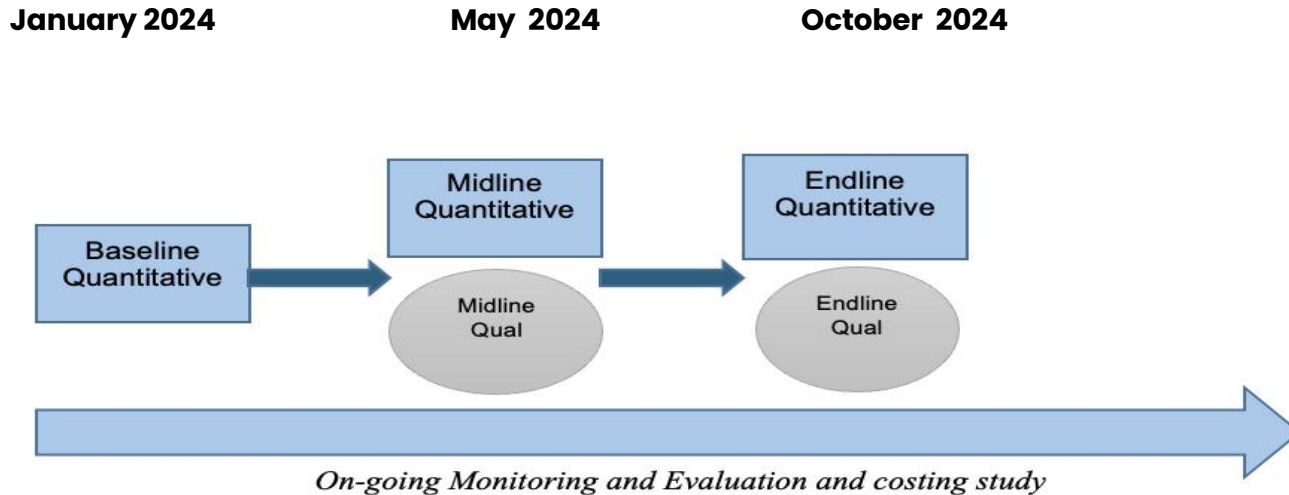 January 2024
May 2024
October 2024
Baseline
Quantitative
Midline
Quantitative
Midline
Qual
Endline
Quantitative
Endline
Qual
On-going Monitoring and Evaluation and costing study